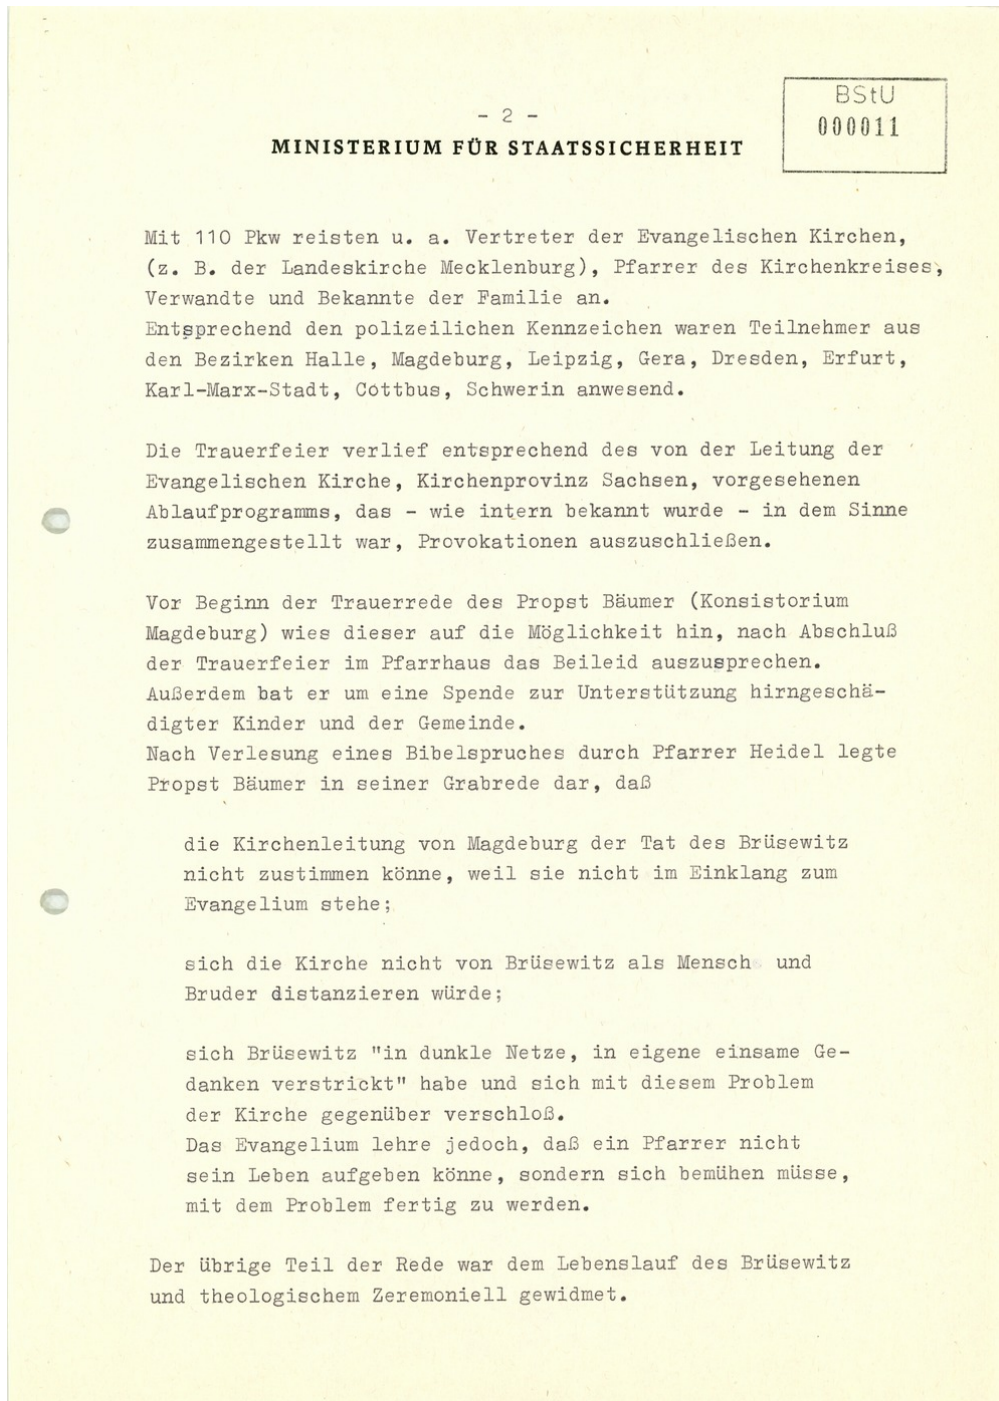 BStU
000011
- 2 -
MINISTERIUM FÜR STAATSSICHERHEIT
Mit 110 Pkw reisten u. a. Vertreter der Evangelischen Kirchen,
(z. B. der Landeskirche Mecklenburg), Pfarrer des Kirchenkreises,
Verwandte und Bekannte der Familie an.
Entsprechend den polizeilichen Kennzeichen waren Teilnehmer aus
den Bezirken Halle, Magdeburg, Leipzig, Gera, Dresden, Erfurt,
Karl-Marx-Stadt, Cottbus, Schwerin anwesend.
Die Trauerfeier verlief entsprechend des von der Leitung der
Evangelischen Kirche, Kirchenprovinz Sachsen, vorgesehenen
Ablaufprogramms, das - wie intern bekannt wurde - in dem Sinne
zusammengestellt war, Provokationen auszuschließen.
Vor Beginn der Trauerrede des Propst Bäumer (Konsistorium
Magdeburg) wies dieser auf die Möglichkeit hin, nach Abschluß
der Trauerfeier im Pfarrhaus das Beileid auszusprechen.
Außerdem bat er um eine Spende zur Unterstützung hirngeschä-
digter Kinder und der Gemeinde.
Nach Verlesung eines Bibelspruches durch Pfarrer Heidel legte
Propst Bäumer in seiner Grabrede dar, daß
die Kirchenleitung von Magdeburg der Tat des Brüsewitz
nicht zustimmen könne, weil sie nicht im Einklang zum
Evangelium stehe;
sich die Kirche nicht von Brüsewitz als Mensch und
Bruder distanzieren würde;
sich Brüsewitz "in dunkle Netze, in eigene einsame Ge-
danken verstrickt" habe und sich mit diesem Problem
der Kirche gegenüber verschloß.
Das Evangelium lehre jedoch, daß ein Pfarrer nicht
sein Leben aufgeben könne, sondern sich bemühen müsse,
mit dem Problem fertig zu werden.
Der übrige Teil der Rede war dem Lebenslauf des Brüsewitz
und theologischem Zeremoniell gewidmet.